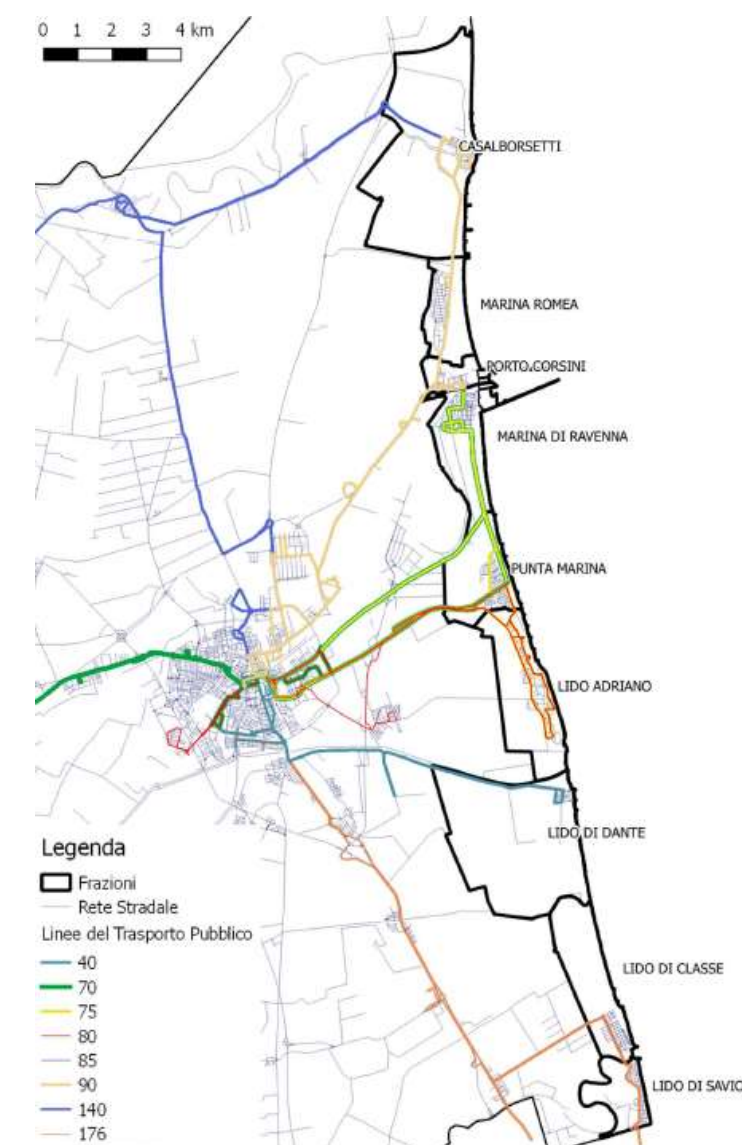 0 1 2 3 4 km
CASALBORSETTI
MARINA ROMEA
PORTO CORSINI
MARINA DI RAVENNA
PUNTA MARINA
LIDO ADRIANO
LIDO DI DANTE
LIDO DI CLASSE
LIDO DI SAVIO
Legenda
Frazioni
Rete Stradale
Linee del Trasporto Pubblico
40
70
75
80
85
90
140
176